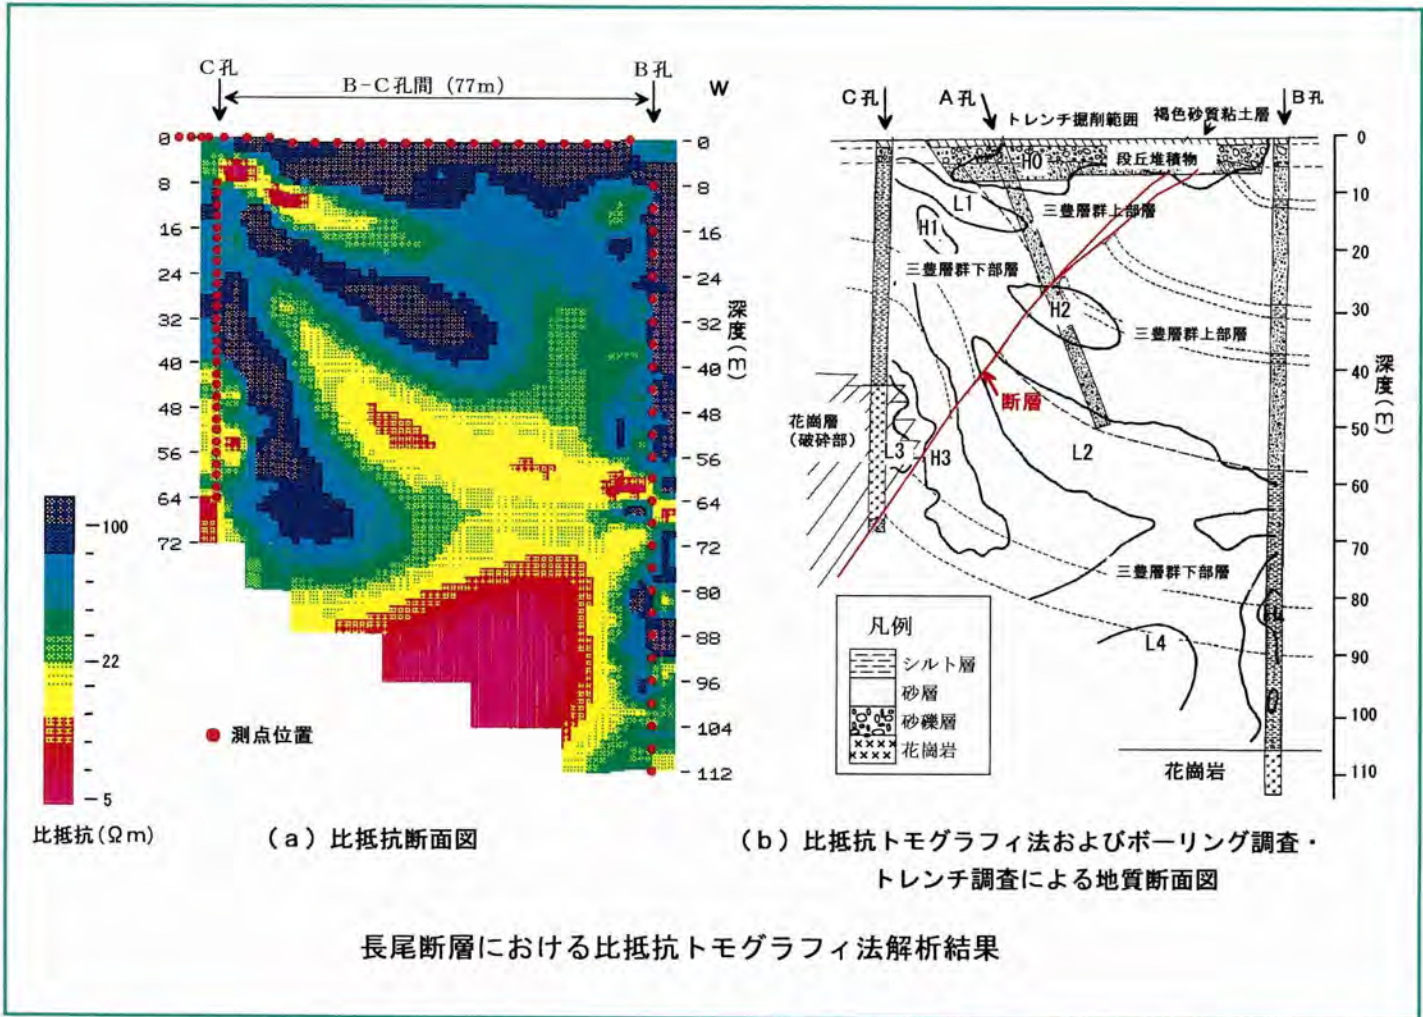 C孔
B-C孔間 (77m)
B孔
W
0
8
16
24
32
40
48
56
64
72
0
8
16
24
32
40
48
56
64
72
80
88
96
104
112
深度(m)
100
22
5
比抵抗(Ωm)
測点位置
(a) 比抵抗断面図
C孔
A孔
トレンチ掘削範囲
褐色砂質粘土層
B孔
H0
段丘堆積物
L1
三豊層群上部層
H1
三豊層群下部層
H2
三豊層群上部層
断層
花崗層
(破砕部)
L3
H3
L2
三豊層群下部層
L4
花崗岩
0
10
20
30
40
50
60
70
80
90
100
110
深度(m)
凡例
シルト層
砂層
砂礫層
花崗岩
(b) 比抵抗トモグラフィ法およびボーリング調査・
トレンチ調査による地質断面図
長尾断層における比抵抗トモグラフィ法解析結果